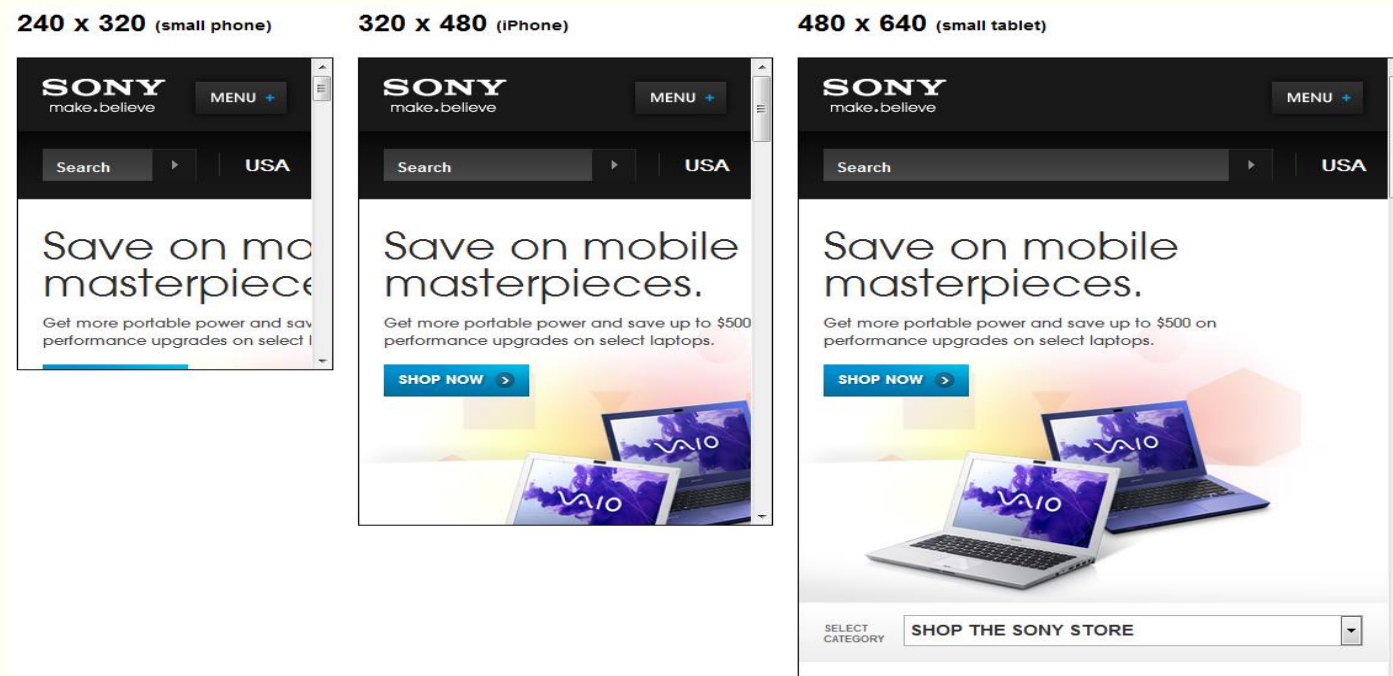 240 x 320 (small phone)
SONY
make.believe
MENU +
Search
USA
Save on mo
masterpiece
Get more portable power and sav
performance upgrades on select l
320 x 480 (iPhone)
SONY
make.believe
MENU +
Search
USA
Save on mobile
masterpieces.
Get more portable power and save up to $500
performance upgrades on select laptops.
SHOP NOW
VAIO
VAIO
480 x 640 (small tablet)
SONY
make.believe
MENU +
Search
USA
Save on mobile
masterpieces.
Get more portable power and save up to $500 on
performance upgrades on select laptops.
SHOP NOW
VAIO
VAIO
SELECT
CATEGORY
SHOP THE SONY STORE